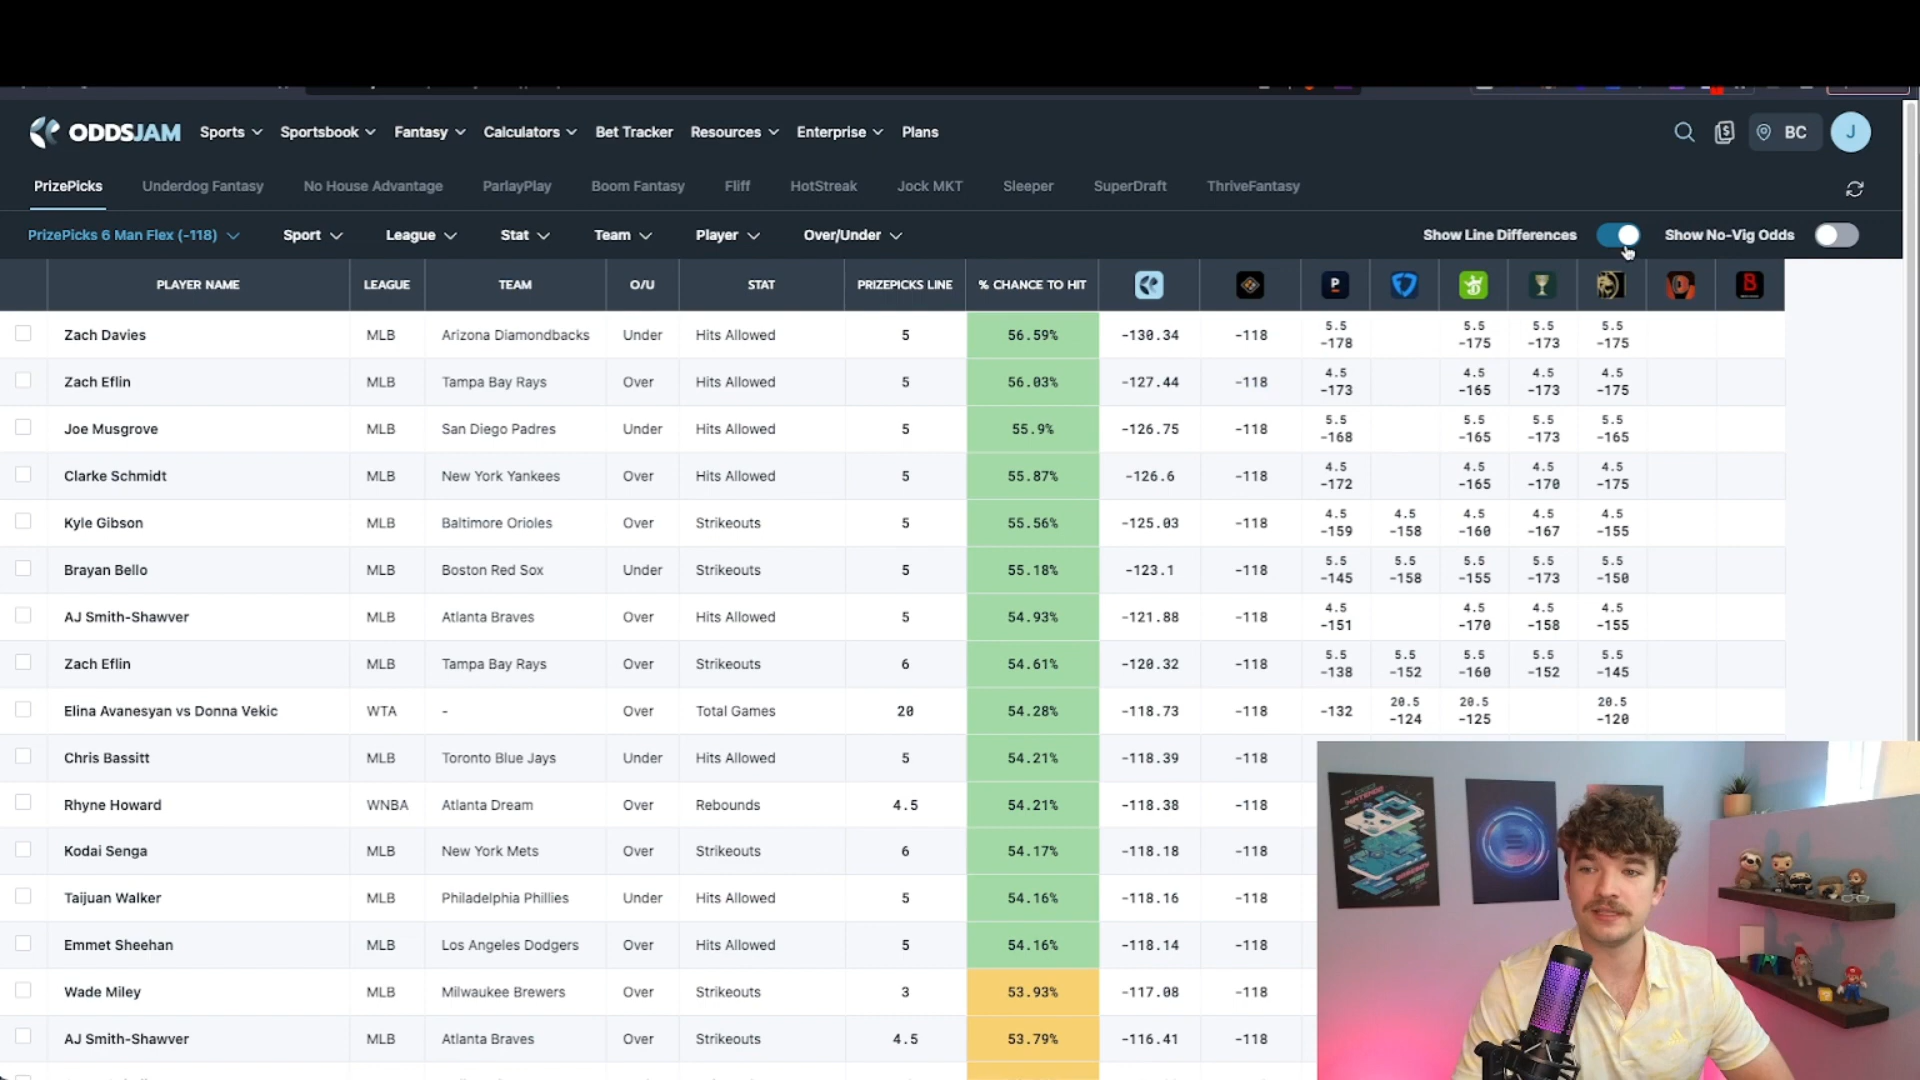 ODDSJAM Sports Sportsbook Fantasy Calculators Bet Tracker Resources Enterprise Plans BC J
PrizePicks Underdog Fantasy No House Advantage ParlayPlay Boom Fantasy Fliff HotStreak Jock MKT Sleeper SuperDraft ThriveFantasy
PrizePicks 6 Man Flex (-118) Sport League Stat Team Player Over/Under Show Line Differences Show No-Vig Odds
PLAYER NAME LEAGUE TEAM O/U STAT PRIZEPICKS LINE % CHANCE TO HIT P B
5.5 5.5 5.5 5.5
Zach Davies MLB Arizona Diamondbacks Under Hits Allowed 5 56.59% -130.34 -118
-178 -175 -173 -175
4.5 4.5 4.5 4.5
Zach Eflin MLB Tampa Bay Rays Over Hits Allowed 5 56.03% -127.44 -118
-173 -165 -173 -175
5.5 5.5 5.5 5.5
Joe Musgrove MLB San Diego Padres Under Hits Allowed 5 55.9% -126.75 -118
-168 -165 -173 -165
4.5 4.5 4.5 4.5
Clarke Schmidt MLB New York Yankees Over Hits Allowed 5 55.87% -126.6 -118
-172 -165 -170 -175
4.5 4.5 4.5 4.5 4.5
Kyle Gibson MLB Baltimore Orioles Over Strikeouts 5 55.56% -125.03 -118
-159 -158 -160 -167 -155
5.5 5.5 5.5 5.5 5.5
Brayan Bello MLB Boston Red Sox Under Strikeouts 5 55.18% -123.1 -118
-145 -158 -155 -173 -150
4.5 4.5 4.5 4.5
AJ Smith-Shawver MLB Atlanta Braves Over Hits Allowed 5 54.93% -121.88 -118
-151 -170 -158 -155
5.5 5.5 5.5 5.5 5.5
Zach Eflin MLB Tampa Bay Rays Over Strikeouts 6 54.61% -120.32 -118
-138 -152 -160 -152 -145
20.5 20.5 20.5
Elina Avanesyan vs Donna Vekic WTA - Over Total Games 20 54.28% -118.73 -118 -132
-124 -125 -120
Chris Bassitt MLB Toronto Blue Jays Under Hits Allowed 5 54.21% -118.39 -118
Rhyne Howard WNBA Atlanta Dream Over Rebounds 4.5 54.21% -118.38 -118
Kodai Senga MLB New York Mets Over Strikeouts 6 54.17% -118.18 -118
Taijuan Walker MLB Philadelphia Phillies Under Hits Allowed 5 54.16% -118.16 -118
Emmet Sheehan MLB Los Angeles Dodgers Over Hits Allowed 5 54.16% -118.14 -118
Wade Miley MLB Milwaukee Brewers Over Strikeouts 3 53.93% -117.08 -118
AJ Smith-Shawver MLB Atlanta Braves Over Strikeouts 4.5 53.79% -116.41 -118